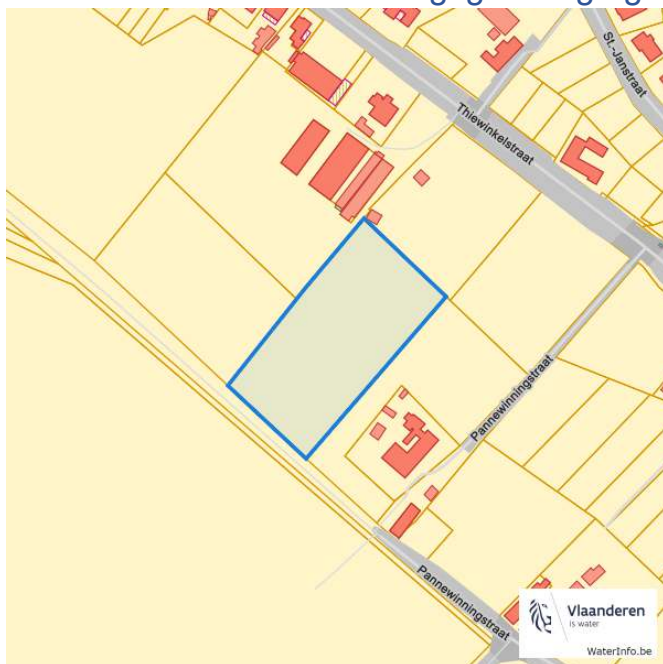 St.-Janstraat
Thiewinkelstraat
Pannewinningstraat
Pannewinningstraat
Vlaanderen
is water
WaterInfo.be